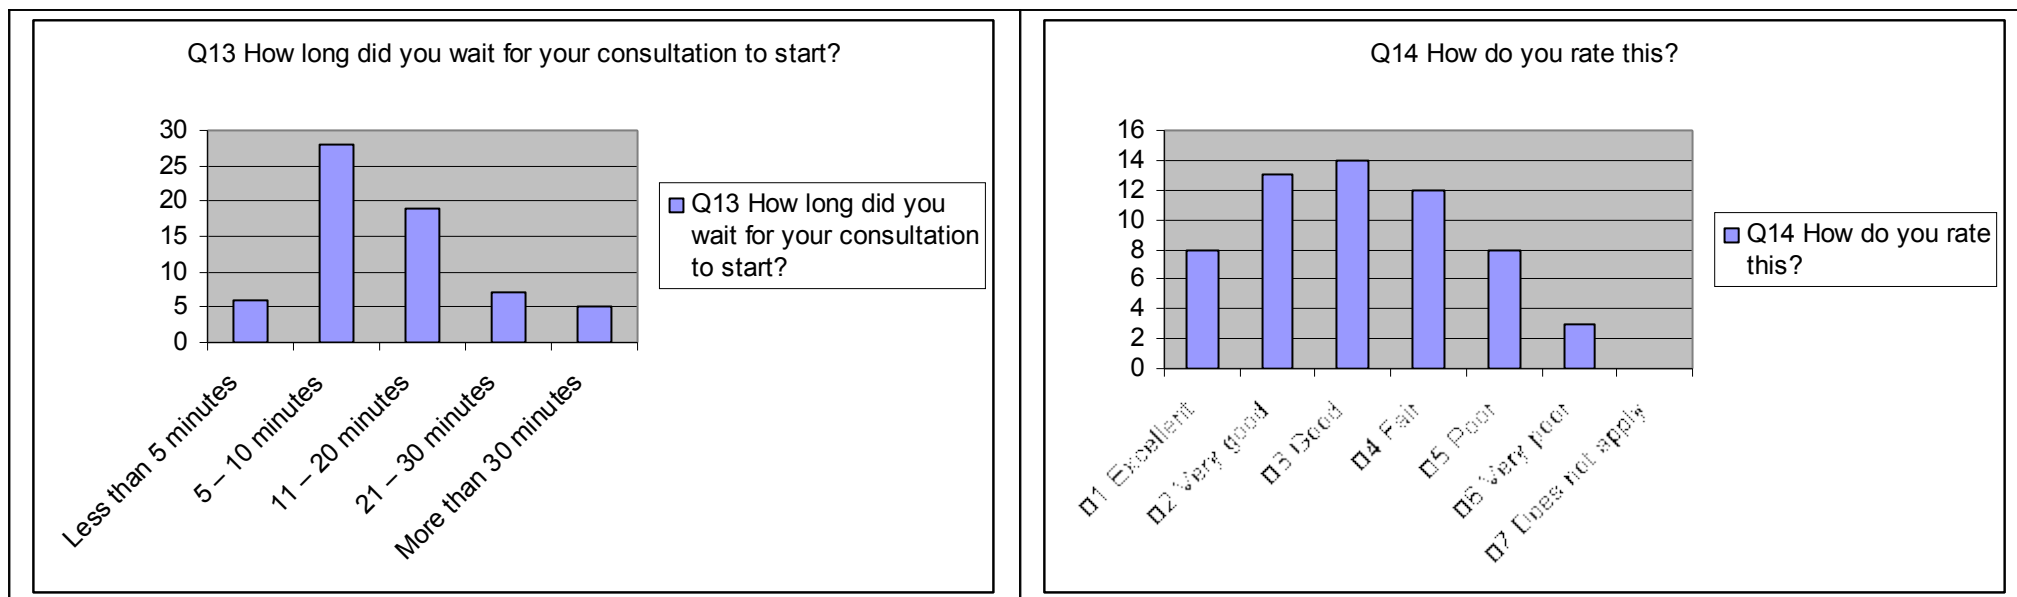 Q13 How long did you wait for your consultation to start?
30
25
20
15
10
5
0
Less than 5 minutes
5 – 10 minutes
11 – 20 minutes
21 – 30 minutes
More than 30 minutes
Q13 How long did you
wait for your consultation
to start?
Q14 How do you rate this?
16
14
12
10
8
6
4
2
0
1 Excellent
2 Very good
3 Good
4 Fair
5 Poor
6 Very poor
7 Does not apply
Q14 How do you rate
this?